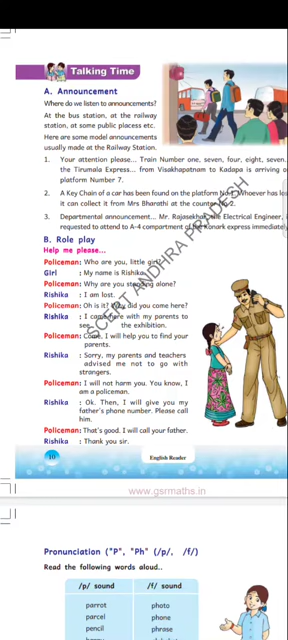 Talking Time
A. Announcement
Where do we listen to announcements?
At the bus station, at the railway
station, at some public placess etc.
Here are some model announcements
usually made at the Railway Station.
1. Your attention please... Train Number one, seven, four, eight, seven.
the Tirumala Express... from Visakhapatnam to Kadapa is arriving o
platform Number 7.
2. A Key Chain of a car has been found on the platform No.1. Whoever has los
it can collect it from Mrs Bharathi at the counter No.2.
3. Departmental announcement: Mr. Rajasekhar, the Electrical Engineer, i
requested to attend to A-4 compartment of the Konark express immediately
B. Role play
Help me please!
Policeman: Who are you, little girl?
Girl : My name is Rishika.
Policeman: Why are you standing alone?
Rishika : I am lost.
Policeman: Oh is it? Why did you come here?
Rishika : I came here with my parents to
see the exhibition.
Policeman: Come, I will help you to find your
parents.
Rishika : Sorry, my parents and teachers
advised me not to go with
strangers.
Policeman: I will not harm you. You know, I
am a policeman.
Rishika : Ok. Then, I will give you my
father's phone number. Please call
him.
Policeman: That's good. I will call your father.
Rishika : Thank you sir.
SCERT ANDHRA PRADESH
10
English Reader
www.gsrmaths.in
Pronunciation ("P", "Ph" (/p/, /f/)
Read the following words aloud..
/p/ sound /f/ sound
parrot photo
parcel phone
pencil phrase